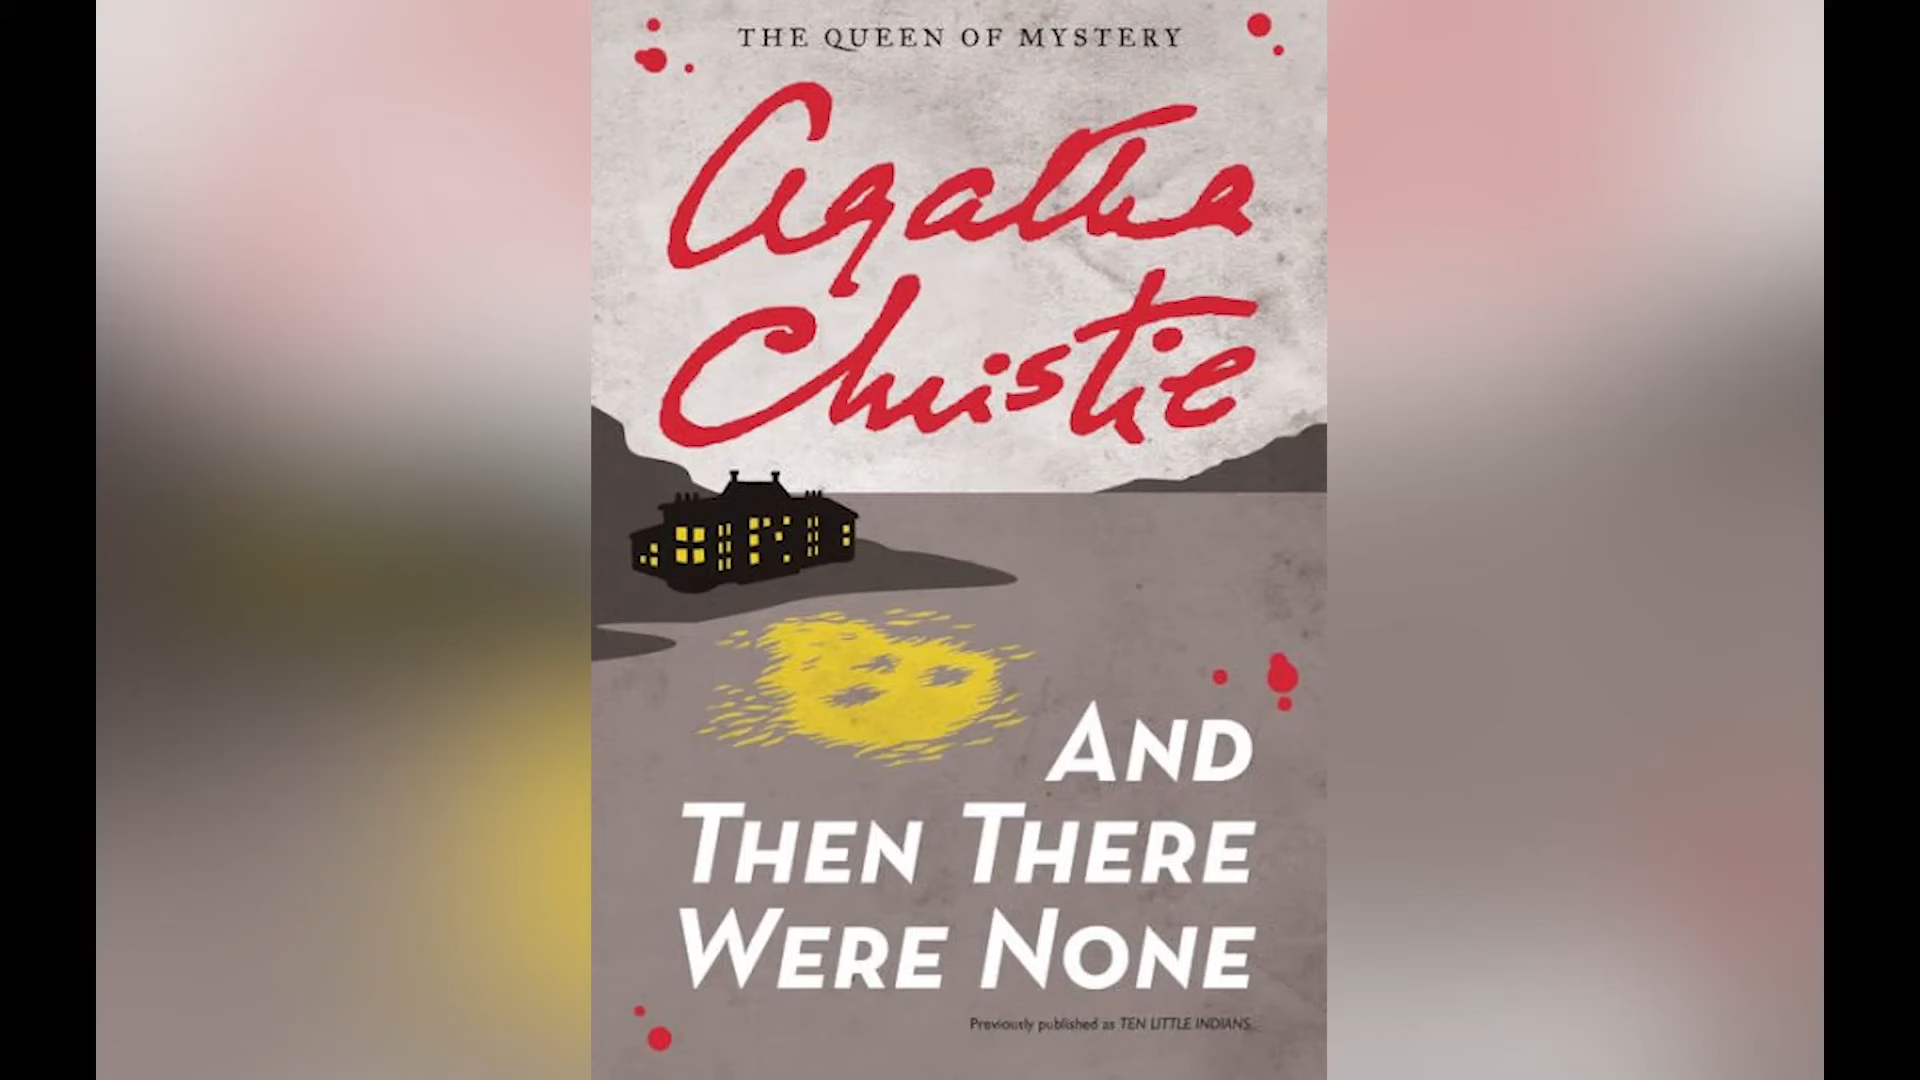 THE QUEEN OF MYSTERY
Agatha
Christie
AND
THEN THERE
WERE NONE
Previously published as TEN LITTLE INDIANS